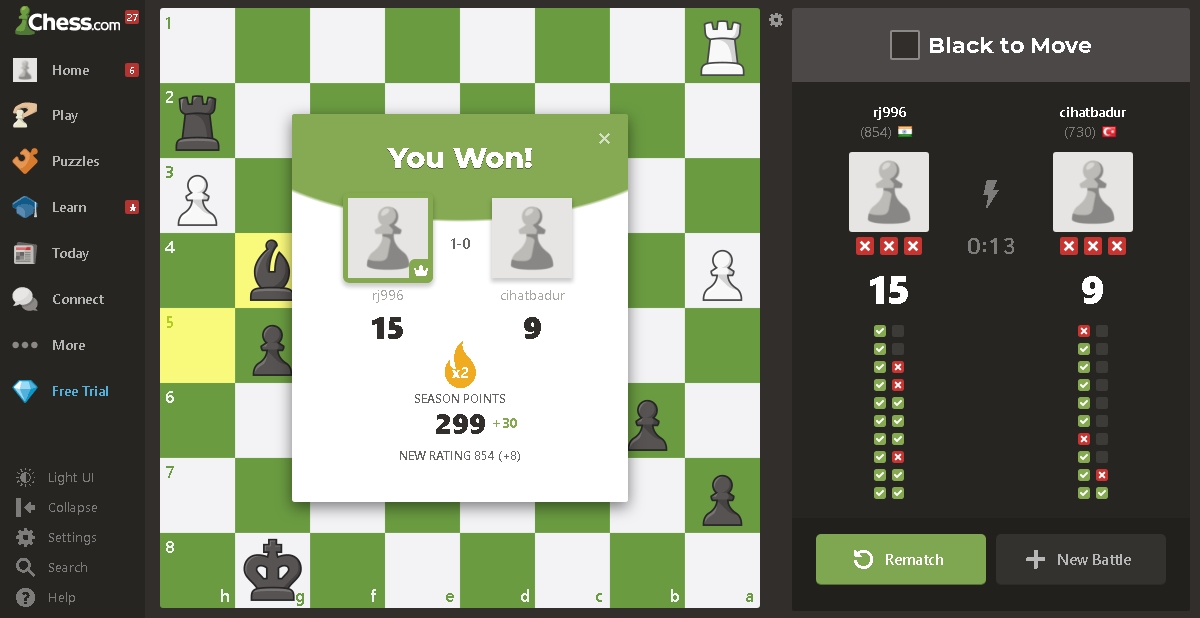 Chess.com 27
Home 6
Play
Puzzles
Learn
Today
Connect
More
Free Trial
Light UI
Collapse
Settings
Search
Help
1
2
3
4
5
6
7
8
h g f e d c b a
You Won!
1-0
rj996 cihatbadur
15 9
x2
SEASON POINTS
299 +30
NEW RATING 854 (+8)
Black to Move
rj996 cihatbadur
(854) (730)
0:13
15 9
Rematch New Battle